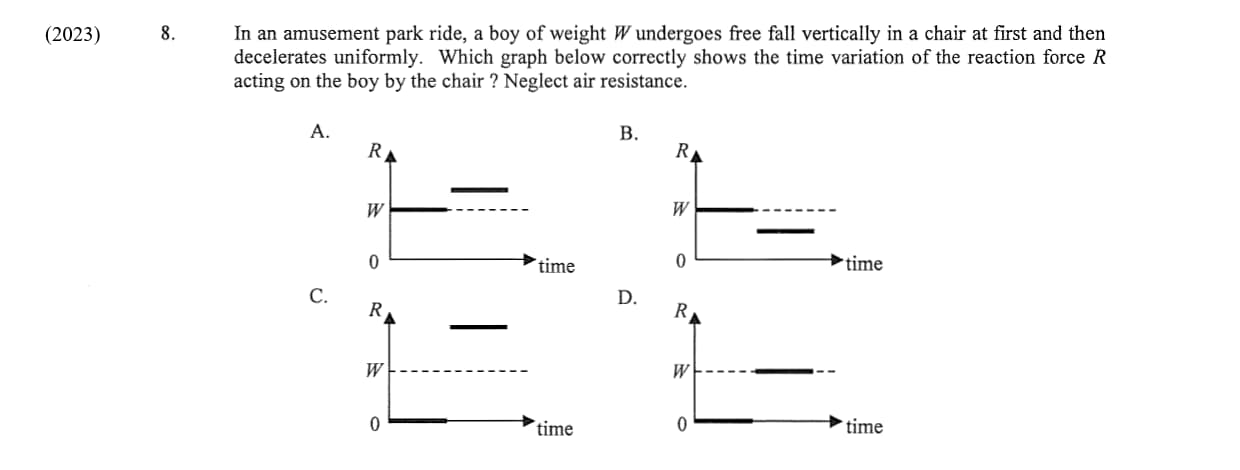 (2023) 8. In an amusement park ride, a boy of weight W undergoes free fall vertically in a chair at first and then
decelerates uniformly. Which graph below correctly shows the time variation of the reaction force R
acting on the boy by the chair ? Neglect air resistance.
A. B.
R R
W W
0 time 0 time
C. D.
R R
W W
0 time 0 time